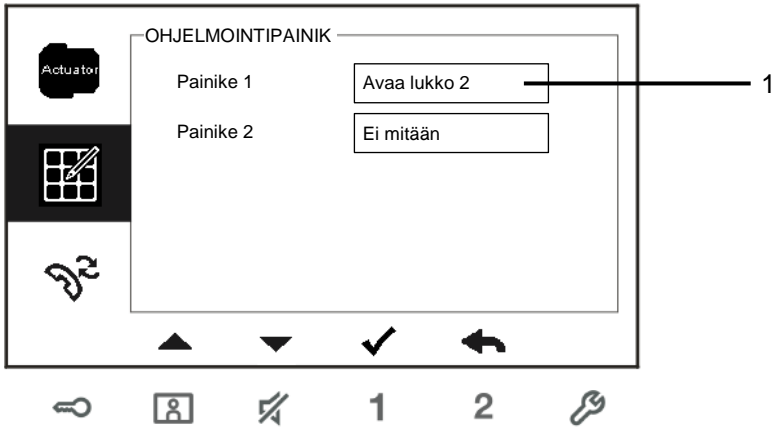 OHJELMOINTIPAINIK
Actuator
Painike 1
Avaa lukko 2
1
Painike 2
Ei mitään
1
2